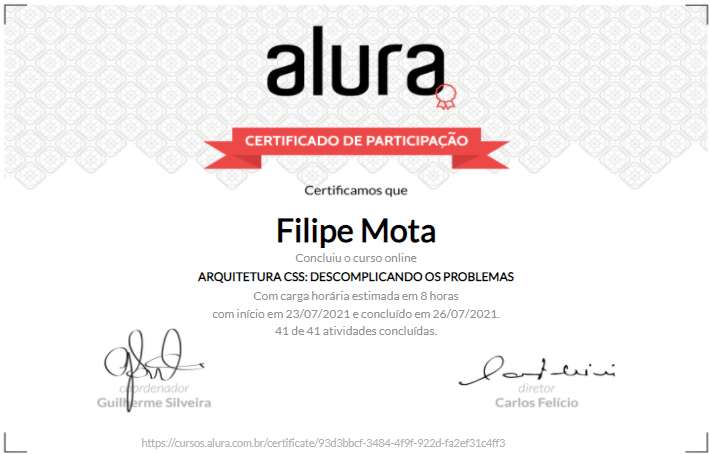 alura
CERTIFICADO DE PARTICIPAÇÃO
Certificamos que
Filipe Mota
Concluiu o curso online
ARQUITETURA CSS: DESCOMPLICANDO OS PROBLEMAS
Com carga horária estimada em 8 horas
com início em 23/07/2021 e concluído em 26/07/2021.
41 de 41 atividades concluídas.
coordenador
Guilherme Silveira
diretor
Carlos Felício
https://cursos.alura.com.br/certificate/93d3bbcf-3484-4f9f-922d-fa2ef31c4ff3